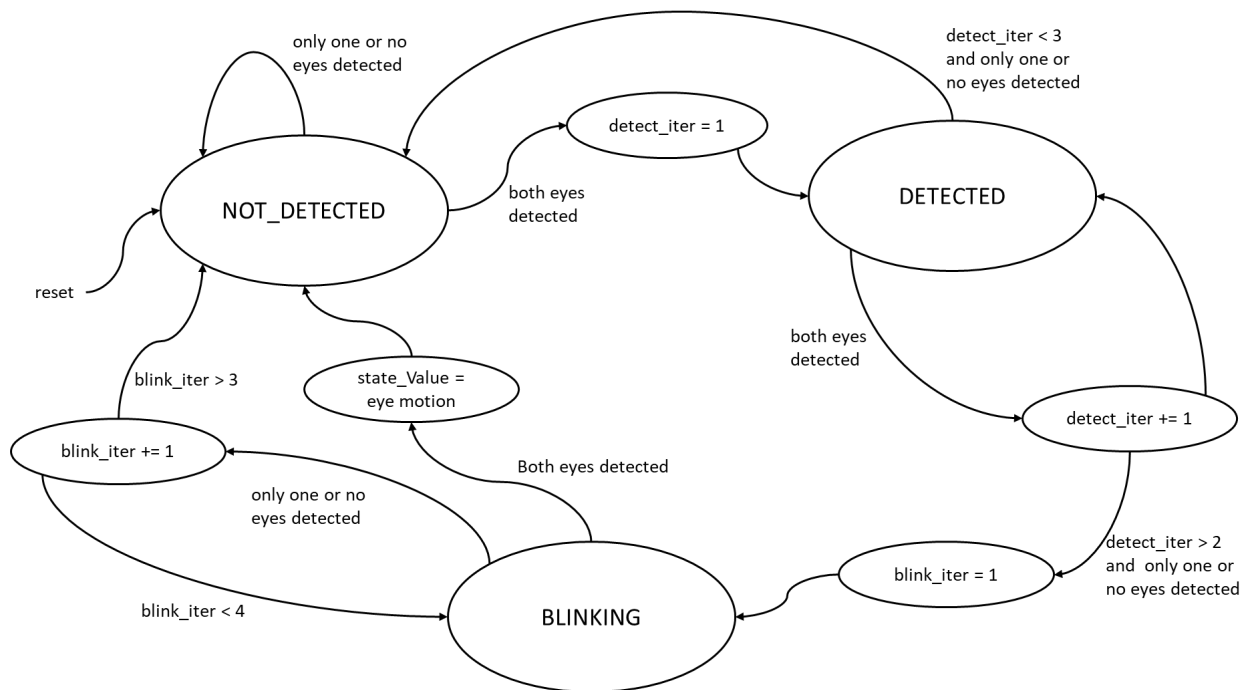 only one or no
eyes detected
detect_iter < 3
and only one or
no eyes detected
detect_iter = 1
NOT_DETECTED
both eyes
detected
DETECTED
reset
both eyes
detected
blink_iter > 3
state_Value =
eye motion
detect_iter += 1
blink_iter += 1
Both eyes detected
only one or no
eyes detected
detect_iter > 2
and only one or
no eyes detected
blink_iter = 1
blink_iter < 4
BLINKING